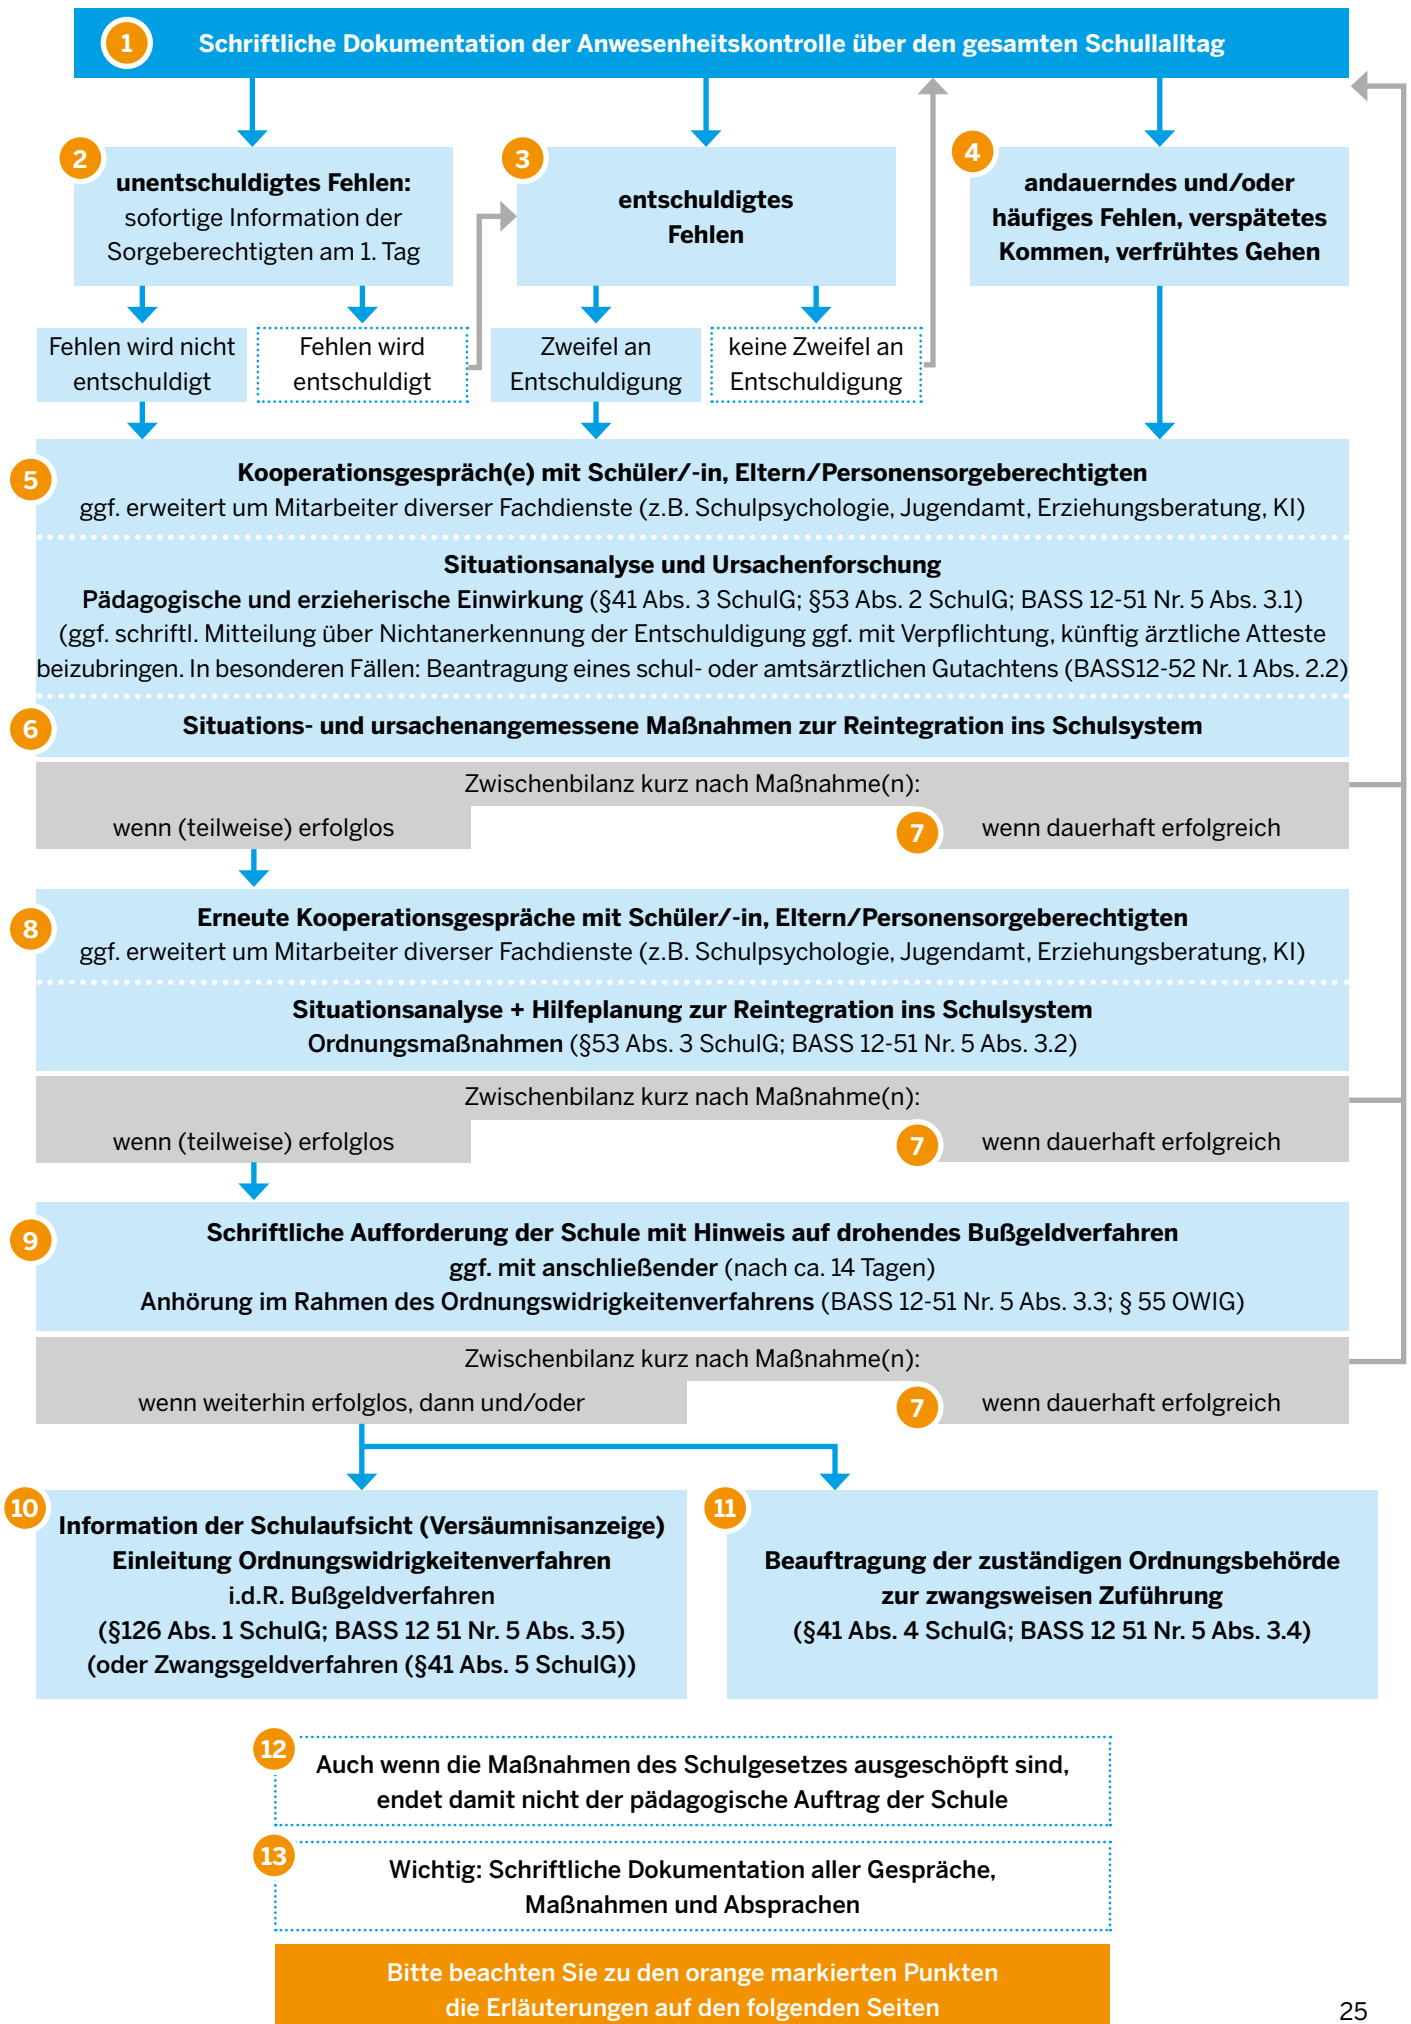 1
Schriftliche Dokumentation der Anwesenheitskontrolle über den gesamten Schullalltag
2
unentschuldigtes Fehlen:
sofortige Information der
Sorgeberechtigten am 1. Tag
3
entschuldigtes
Fehlen
4
andauerndes und/oder
häufiges Fehlen, verspätetes
Kommen, verfrühtes Gehen
Fehlen wird nicht
entschuldigt
Fehlen wird
entschuldigt
Zweifel an
Entschuldigung
keine Zweifel an
Entschuldigung
5
Kooperationsgespräch(e) mit Schüler/-in, Eltern/Personensorgeberechtigten
ggf. erweitert um Mitarbeiter diverser Fachdienste (z.B. Schulpsychologie, Jugendamt, Erziehungsberatung, KI)
Situationsanalyse und Ursachenforschung
Pädagogische und erzieherische Einwirkung (§41 Abs. 3 SchulG; §53 Abs. 2 SchulG; BASS 12-51 Nr. 5 Abs. 3.1)
(ggf. schriftl. Mitteilung über Nichtanerkennung der Entschuldigung ggf. mit Verpflichtung, künftig ärztliche Atteste
beizubringen. In besonderen Fällen: Beantragung eines schul- oder amtsärztlichen Gutachtens (BASS12-52 Nr. 1 Abs. 2.2)
6
Situations- und ursachenangemessene Maßnahmen zur Reintegration ins Schulsystem
Zwischenbilanz kurz nach Maßnahme(n):
wenn (teilweise) erfolglos
7
wenn dauerhaft erfolgreich
8
Erneute Kooperationsgespräche mit Schüler/-in, Eltern/Personensorgeberechtigten
ggf. erweitert um Mitarbeiter diverser Fachdienste (z.B. Schulpsychologie, Jugendamt, Erziehungsberatung, KI)
Situationsanalyse + Hilfeplanung zur Reintegration ins Schulsystem
Ordnungsmaßnahmen (§53 Abs. 3 SchulG; BASS 12-51 Nr. 5 Abs. 3.2)
Zwischenbilanz kurz nach Maßnahme(n):
wenn (teilweise) erfolglos
7
wenn dauerhaft erfolgreich
9
Schriftliche Aufforderung der Schule mit Hinweis auf drohendes Bußgeldverfahren
ggf. mit anschließender (nach ca. 14 Tagen)
Anhörung im Rahmen des Ordnungswidrigkeitenverfahrens (BASS 12-51 Nr. 5 Abs. 3.3; § 55 OWIG)
Zwischenbilanz kurz nach Maßnahme(n):
wenn weiterhin erfolglos, dann und/oder
7
wenn dauerhaft erfolgreich
10
Information der Schulaufsicht (Versäumnisanzeige)
Einleitung Ordnungswidrigkeitenverfahren
i.d.R. Bußgeldverfahren
(§126 Abs. 1 SchulG; BASS 12 51 Nr. 5 Abs. 3.5)
(oder Zwangsgeldverfahren (§41 Abs. 5 SchulG))
11
Beauftragung der zuständigen Ordnungsbehörde
zur zwangsweisen Zuführung
(§41 Abs. 4 SchulG; BASS 12 51 Nr. 5 Abs. 3.4)
12
Auch wenn die Maßnahmen des Schulgesetzes ausgeschöpft sind,
endet damit nicht der pädagogische Auftrag der Schule
13
Wichtig: Schriftliche Dokumentation aller Gespräche,
Maßnahmen und Absprachen
Bitte beachten Sie zu den orange markierten Punkten
die Erläuterungen auf den folgenden Seiten
25